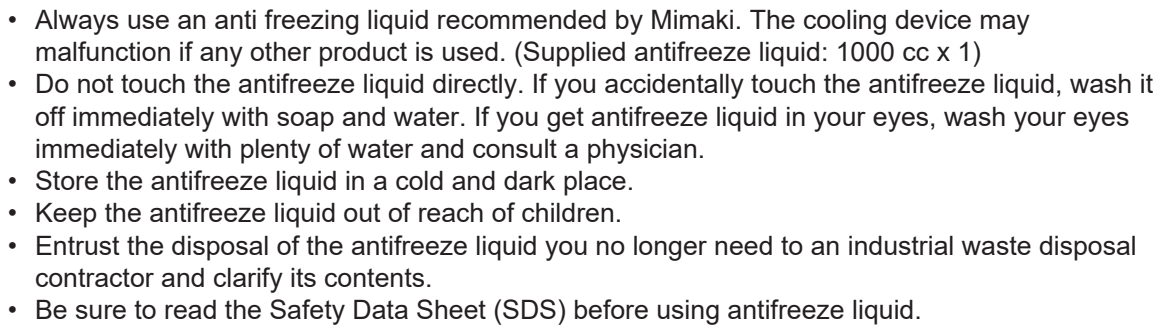 • Always use an anti freezing liquid recommended by Mimaki. The cooling device may
malfunction if any other product is used. (Supplied antifreeze liquid: 1000 cc x 1)
• Do not touch the antifreeze liquid directly. If you accidentally touch the antifreeze liquid, wash it
off immediately with soap and water. If you get antifreeze liquid in your eyes, wash your eyes
immediately with plenty of water and consult a physician.
• Store the antifreeze liquid in a cold and dark place.
• Keep the antifreeze liquid out of reach of children.
• Entrust the disposal of the antifreeze liquid you no longer need to an industrial waste disposal
contractor and clarify its contents.
• Be sure to read the Safety Data Sheet (SDS) before using antifreeze liquid.